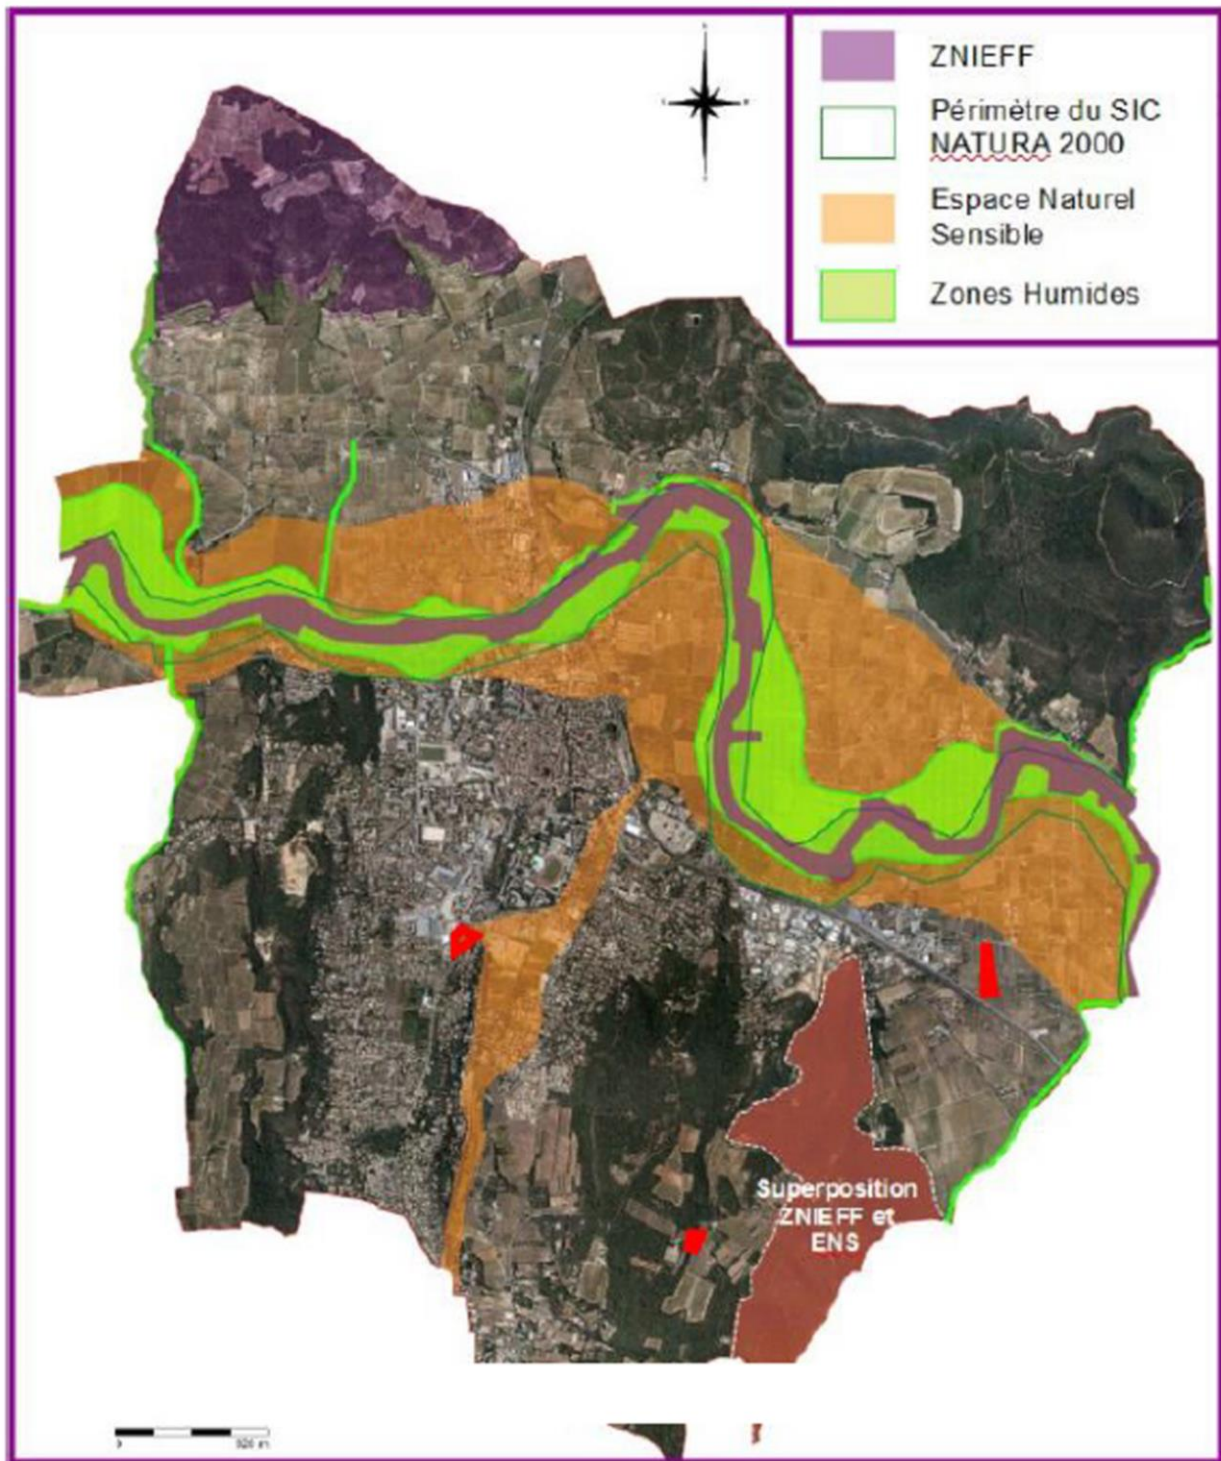 ZNIEFF
Périmètre du SIC
NATURA 2000
Espace Naturel
Sensible
Zones Humides
Superposition
ZNIEFF et
ENS